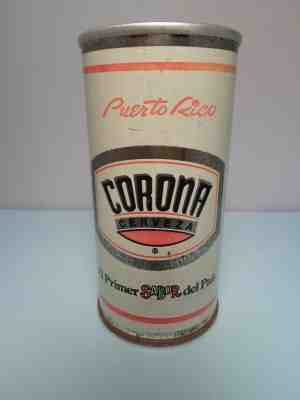 Puerto Rico
CORONA
CERVEZA
®
El Primer SABOR del País